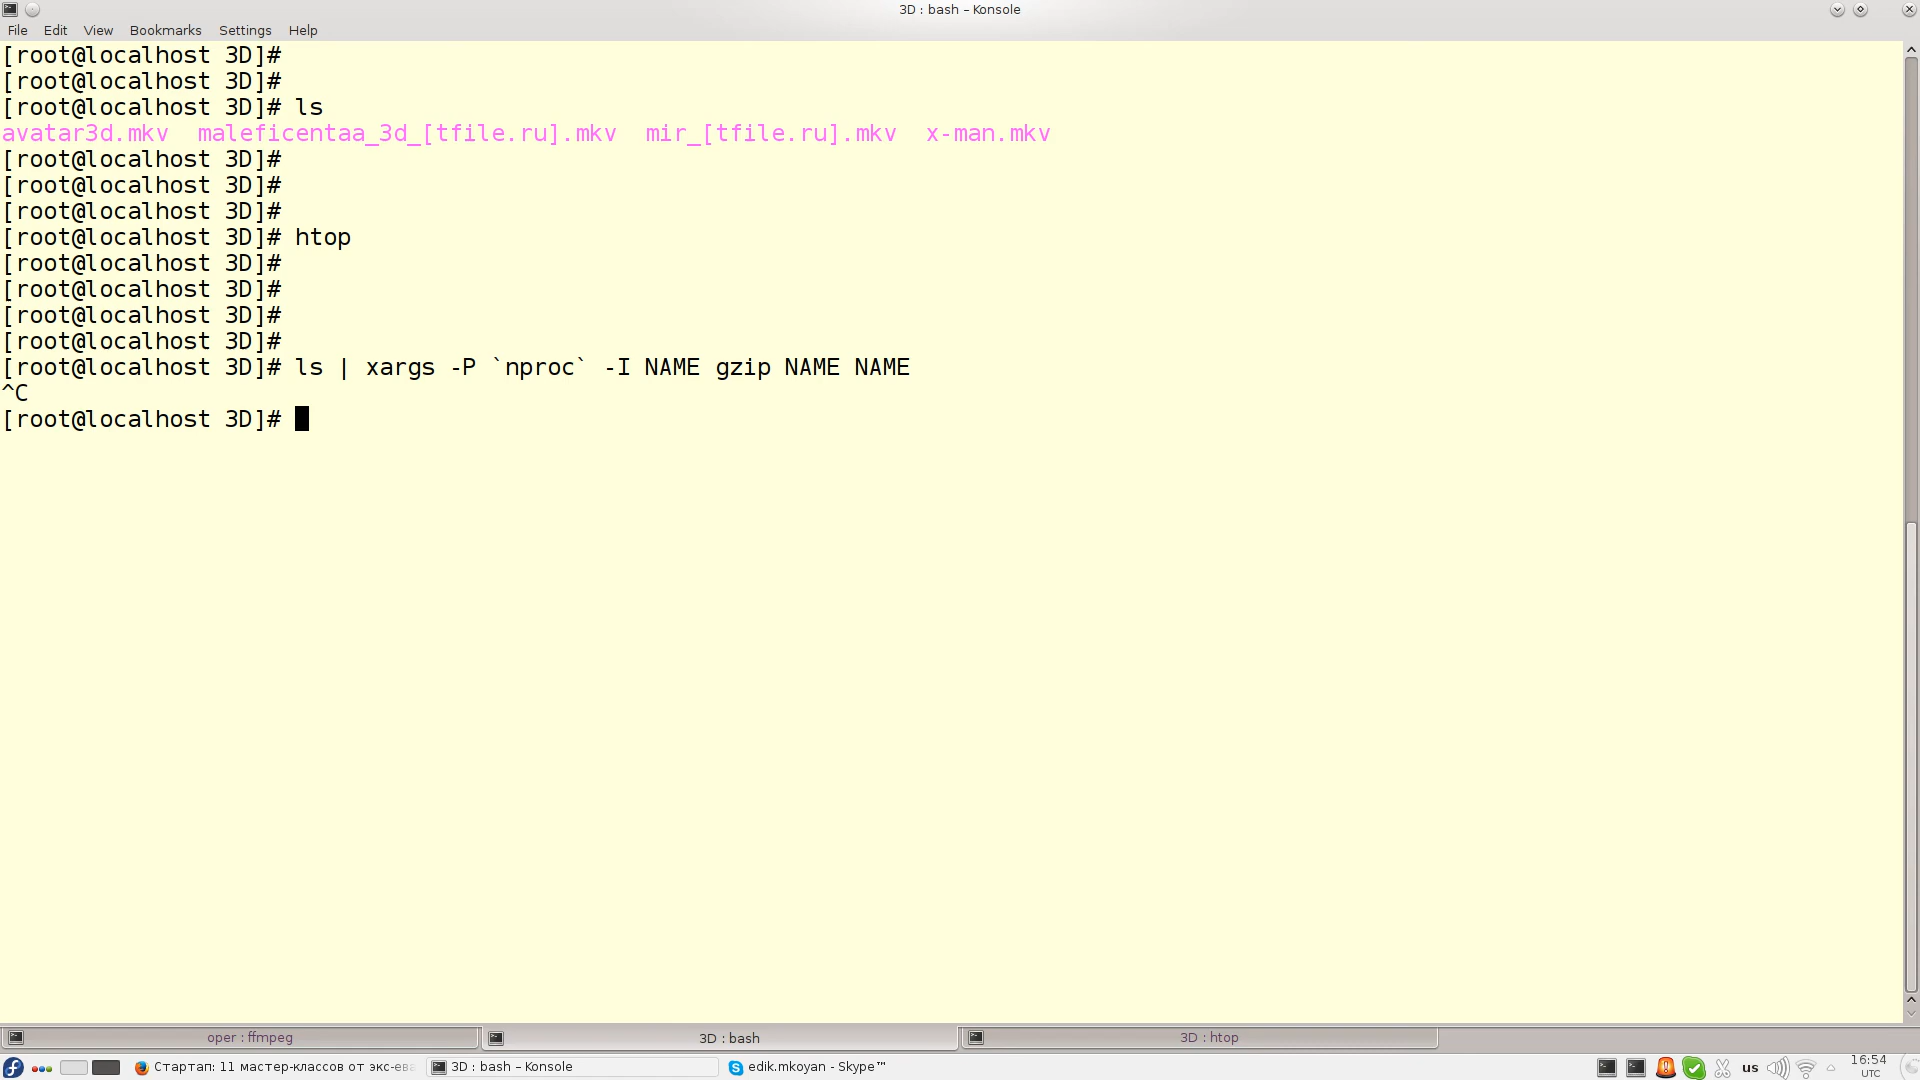 3D : bash – Konsole
File Edit View Bookmarks Settings Help
[root@localhost 3D]#
[root@localhost 3D]#
[root@localhost 3D]# ls
avatar3d.mkv  maleficentaa_3d_[tfile.ru].mkv  mir_[tfile.ru].mkv  x-man.mkv
[root@localhost 3D]#
[root@localhost 3D]#
[root@localhost 3D]#
[root@localhost 3D]# htop
[root@localhost 3D]#
[root@localhost 3D]#
[root@localhost 3D]#
[root@localhost 3D]#
[root@localhost 3D]# ls | xargs -P `nproc` -I NAME gzip NAME NAME
^C
[root@localhost 3D]#
oper : ffmpeg
3D : bash
3D : htop
Стартап: 11 мастер-классов от экс-ева
3D : bash – Konsole
edik.mkoyan - Skype™
us
16:54
UTC